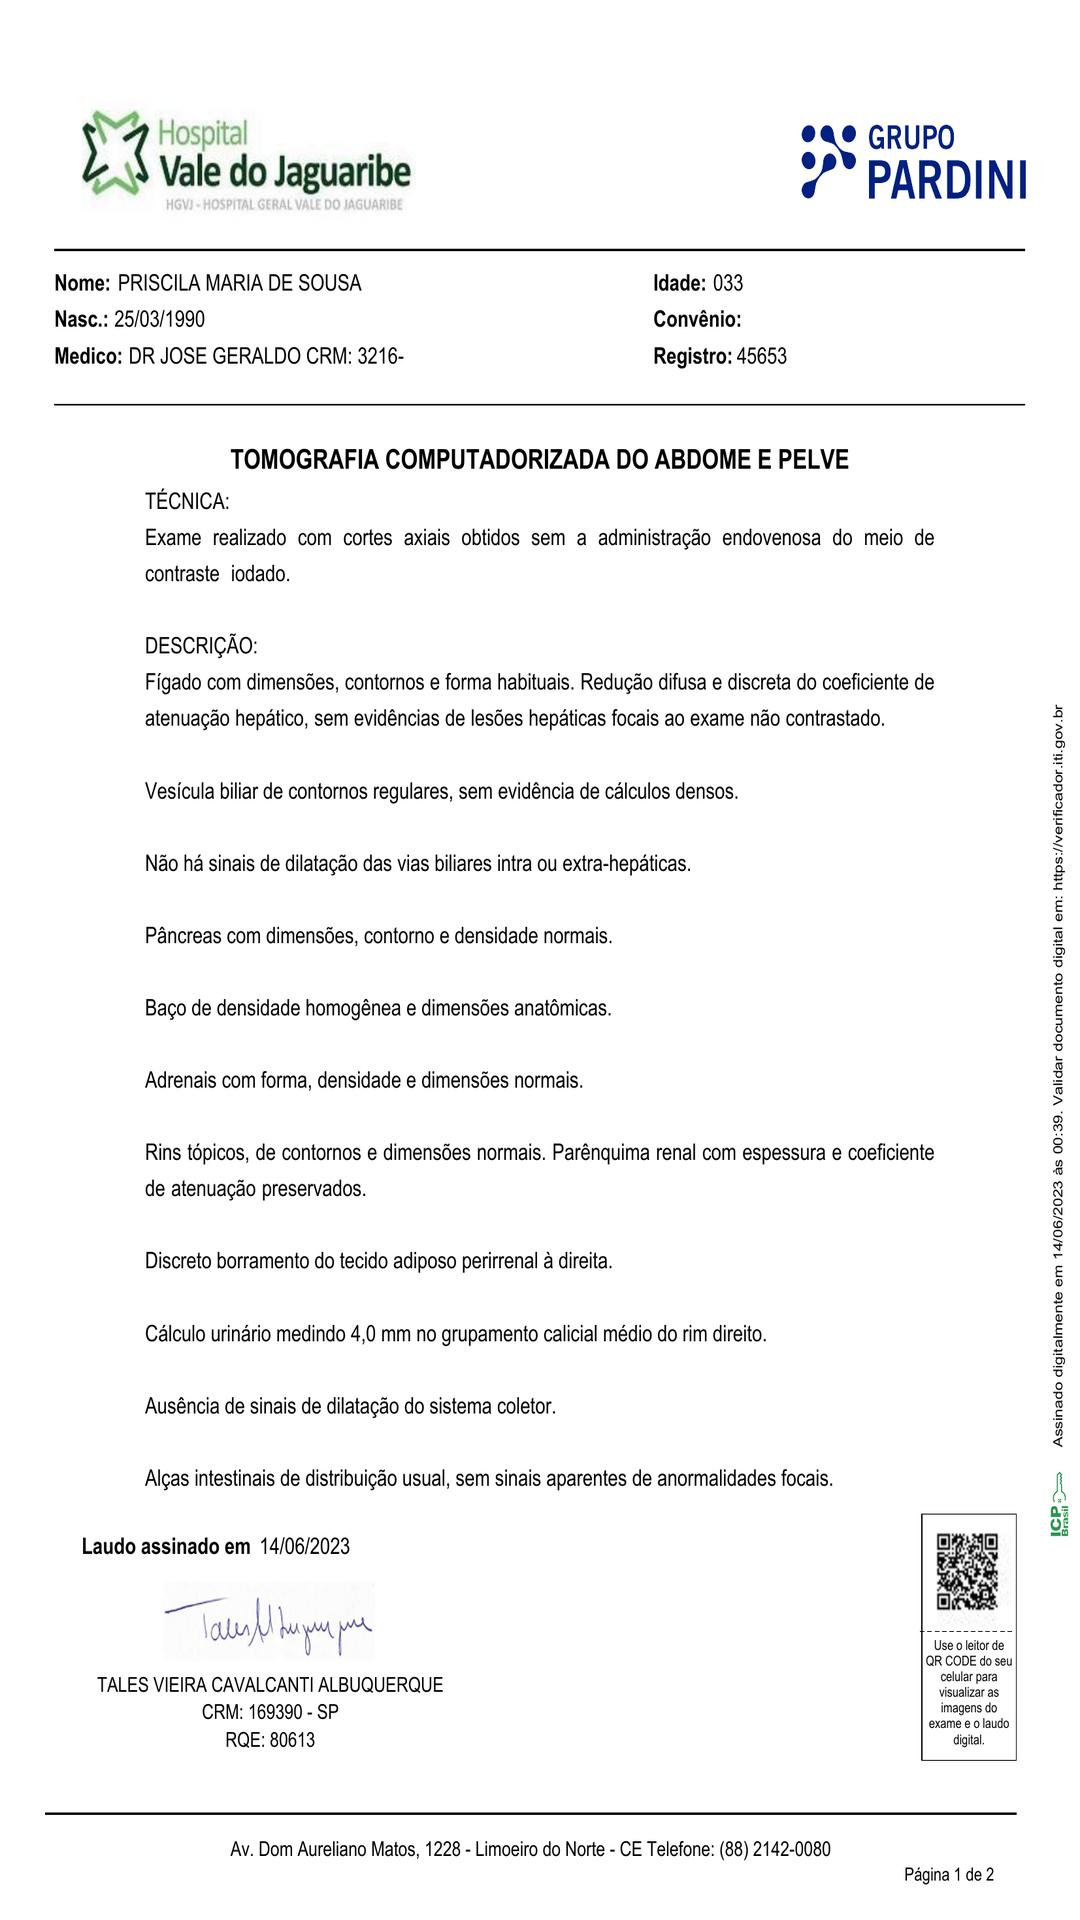 Hospital
Vale do Jaguaribe
HGVJ - HOSPITAL GERAL VALE DO JAGUARIBE
GRUPO
PARDINI
Nome: PRISCILA MARIA DE SOUSA
Idade: 033
Nasc.: 25/03/1990
Convênio:
Medico: DR JOSE GERALDO CRM: 3216-
Registro: 45653
TOMOGRAFIA COMPUTADORIZADA DO ABDOME E PELVE
TÉCNICA:
Exame realizado com cortes axiais obtidos sem a administração endovenosa do meio de
contraste iodado.
DESCRIÇÃO:
Fígado com dimensões, contornos e forma habituais. Redução difusa e discreta do coeficiente de
atenuação hepático, sem evidências de lesões hepáticas focais ao exame não contrastado.
Vesícula biliar de contornos regulares, sem evidência de cálculos densos.
Não há sinais de dilatação das vias biliares intra ou extra-hepáticas.
Pâncreas com dimensões, contorno e densidade normais.
Baço de densidade homogênea e dimensões anatômicas.
Adrenais com forma, densidade e dimensões normais.
Rins tópicos, de contornos e dimensões normais. Parênquima renal com espessura e coeficiente
de atenuação preservados.
Discreto borramento do tecido adiposo perirrenal à direita.
Cálculo urinário medindo 4,0 mm no grupamento calicial médio do rim direito.
Ausência de sinais de dilatação do sistema coletor.
Alças intestinais de distribuição usual, sem sinais aparentes de anormalidades focais.
Laudo assinado em 14/06/2023
Tales Albuquerque
TALES VIEIRA CAVALCANTI ALBUQUERQUE
CRM: 169390 - SP
RQE: 80613
Use o leitor de
QR CODE do seu
celular para
visualizar as
imagens do
exame e o laudo
digital.
ICP
Brasil
Assinado digitalmente em 14/06/2023 às 00:39. Validar documento digital em: https://verificador.iti.gov.br
Av. Dom Aureliano Matos, 1228 - Limoeiro do Norte - CE Telefone: (88) 2142-0080
Página 1 de 2